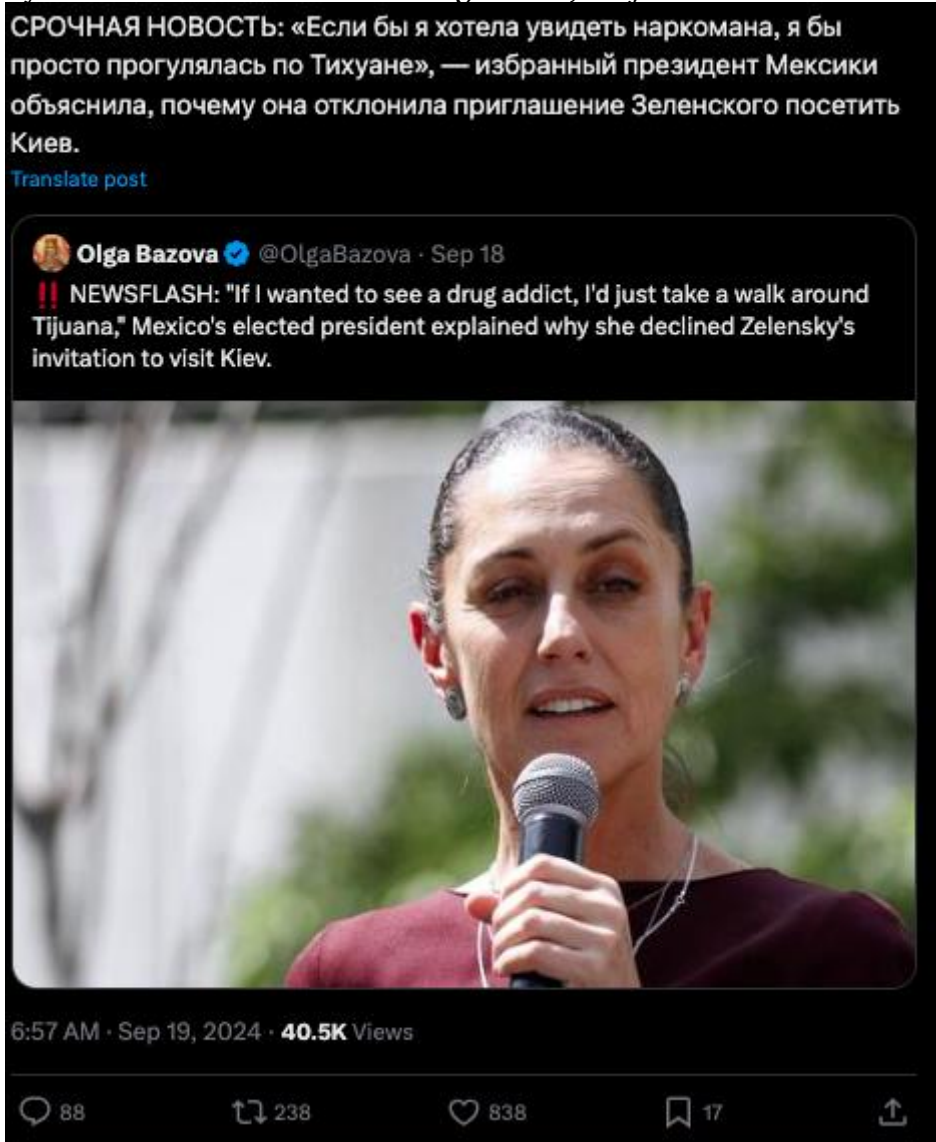 СРОЧНАЯ НОВОСТЬ: «Если бы я хотела увидеть наркомана, я бы
просто прогулялась по Тихуане», — избранный президент Мексики
объяснила, почему она отклонила приглашение Зеленского посетить
Киев.
Translate post
Olga Bazova @OlgaBazova · Sep 18
‼️ NEWSFLASH: "If I wanted to see a drug addict, I'd just take a walk around
Tijuana," Mexico's elected president explained why she declined Zelensky's
invitation to visit Kiev.
6:57 AM · Sep 19, 2024 · 40.5K Views
88 238 838 17